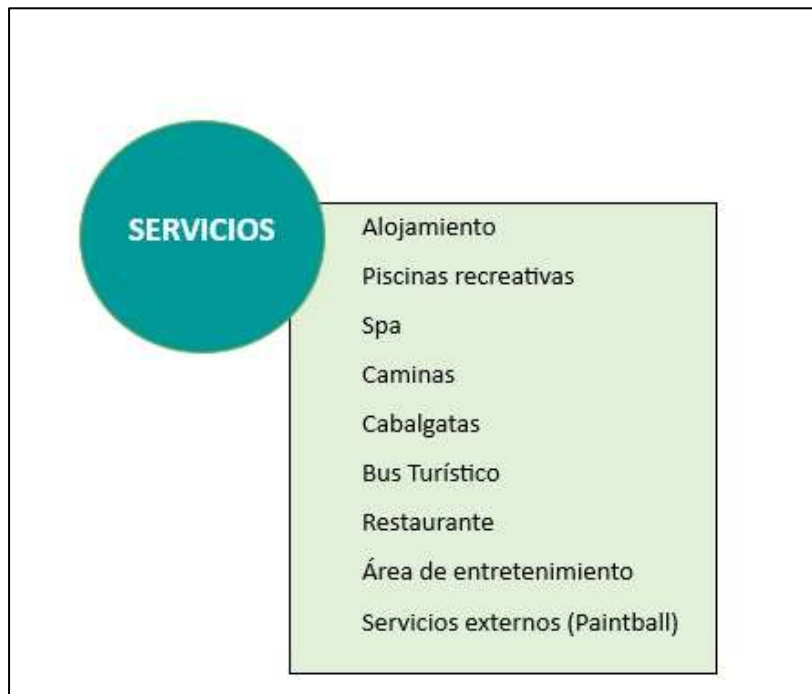 SERVICIOS
Alojamiento
Piscinas recreativas
Spa
Caminas
Cabalgatas
Bus Turístico
Restaurante
Área de entretenimiento
Servicios externos (Paintball)